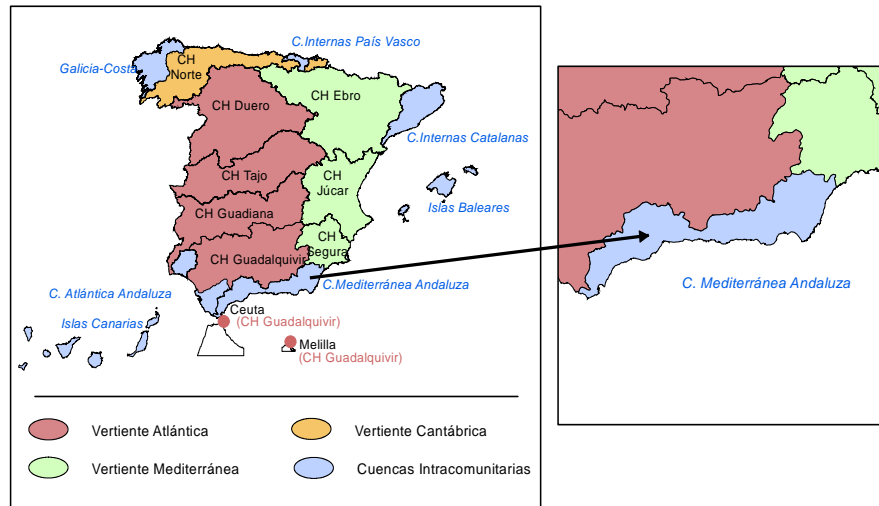 C.Internas País Vasco
Galicia-Costa
CH
Norte
CH Ebro
CH Duero
C.Internas Catalanas
CH Tajo
CH
Júcar
Islas Baleares
CH Guadiana
CH
Segura
CH Guadalquivir
C.Mediterránea Andaluza
C. Atlántica Andaluza
Ceuta
(CH Guadalquivir)
Islas Canarias
Melilla
(CH Guadalquivir)
Vertiente Atlántica
Vertiente Cantábrica
Vertiente Mediterránea
Cuencas Intracomunitarias
C. Mediterránea Andaluza